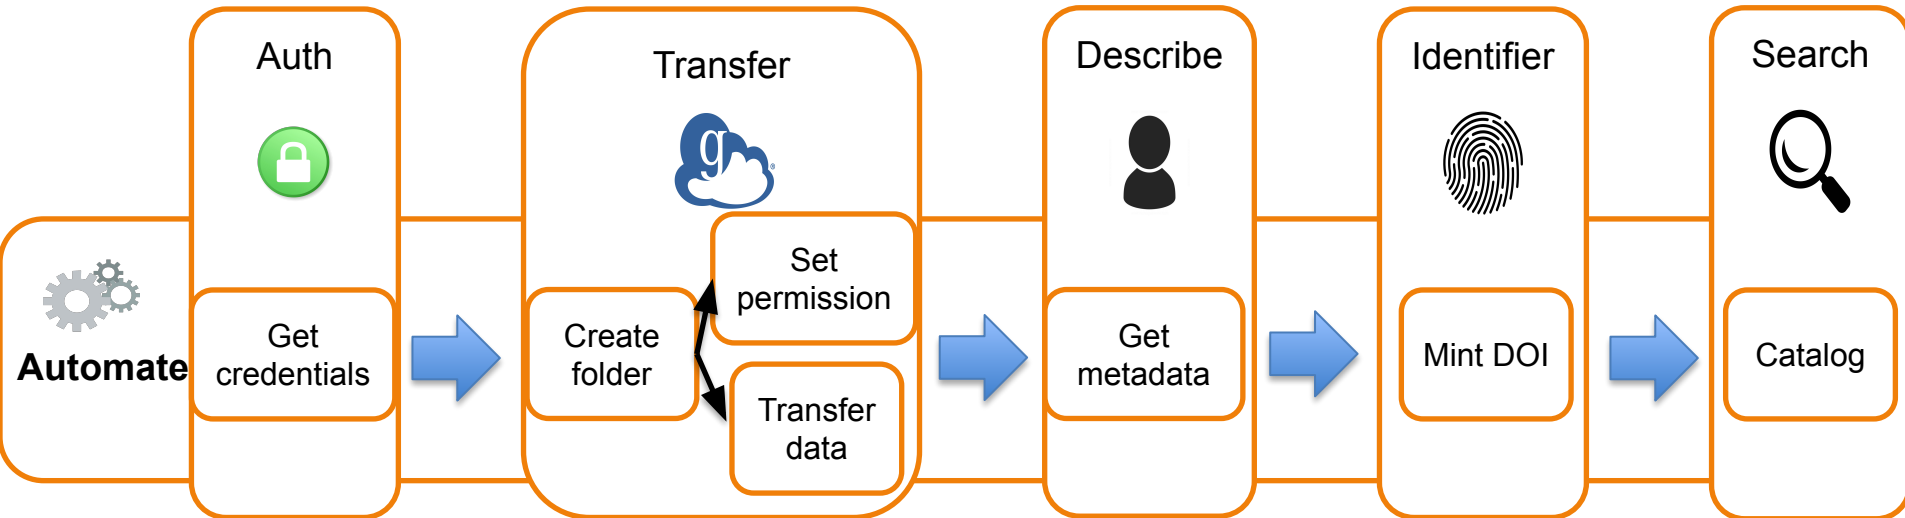 Auth
Transfer
Describe
Identifier
Search
g
®
Automate
Get
credentials
Create
folder
Set
permission
Transfer
data
Get
metadata
Mint DOI
Catalog